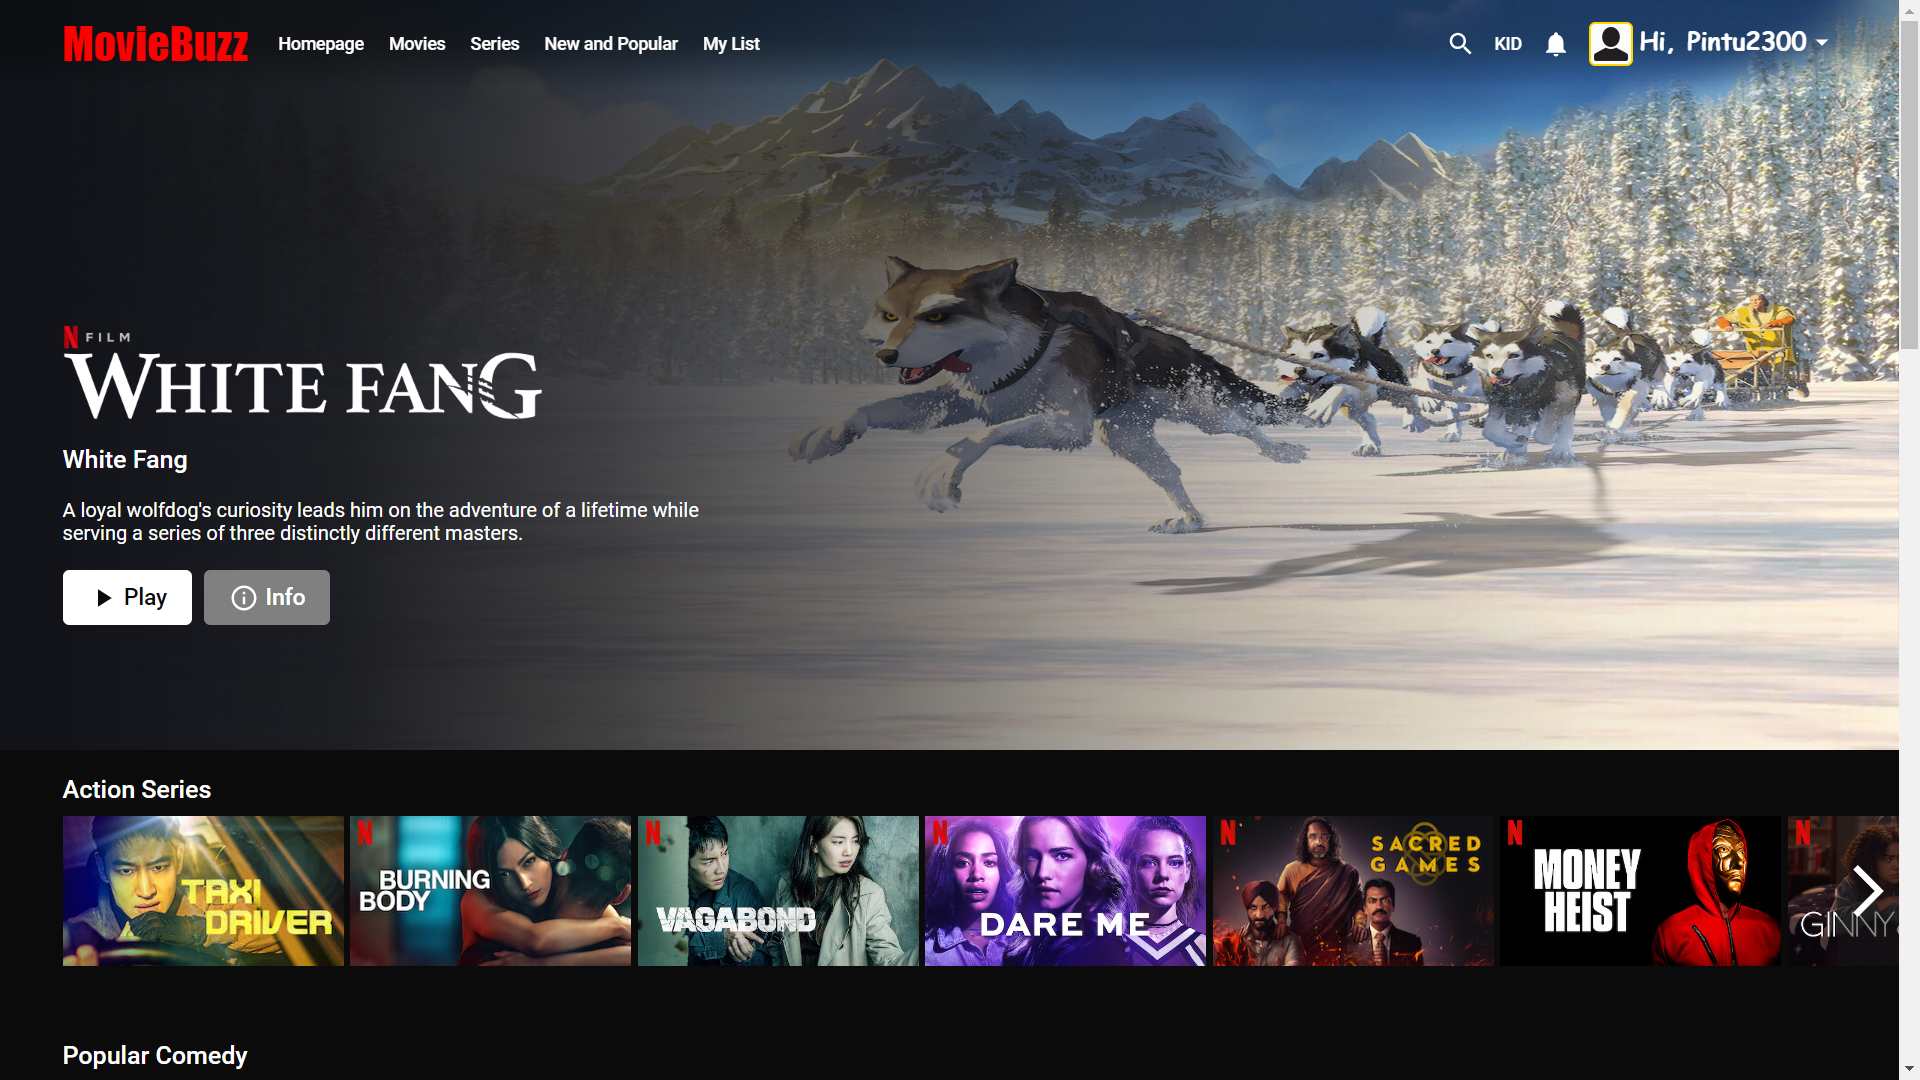 MovieBuzz Homepage Movies Series New and Popular My List KID Hi, Pintu2300
N FILM
WHITE FANG
White Fang
A loyal wolfdog's curiosity leads him on the adventure of a lifetime while
serving a series of three distinctly different masters.
Play Info
Action Series
TAXI
DRIVER
N
BURNING
BODY
N
VAGABOND
N
DARE ME
N
SACRED
GAMES
N
MONEY
HEIST
N
GINNY
Popular Comedy